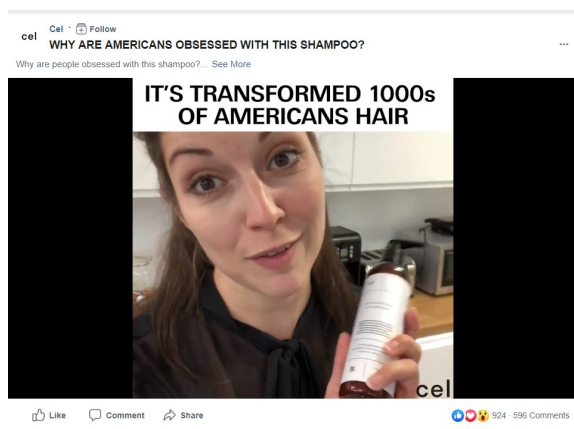 cel
Cel · Follow
WHY ARE AMERICANS OBSESSED WITH THIS SHAMPOO?
Why are people obsessed with this shampoo?... See More
IT'S TRANSFORMED 1000s
OF AMERICANS HAIR
cel
Like Comment Share 924 · 596 Comments